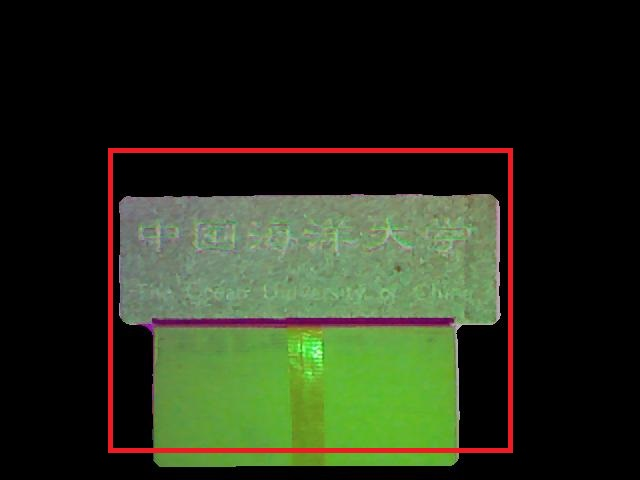 中国海洋大学
The Ocean University of China